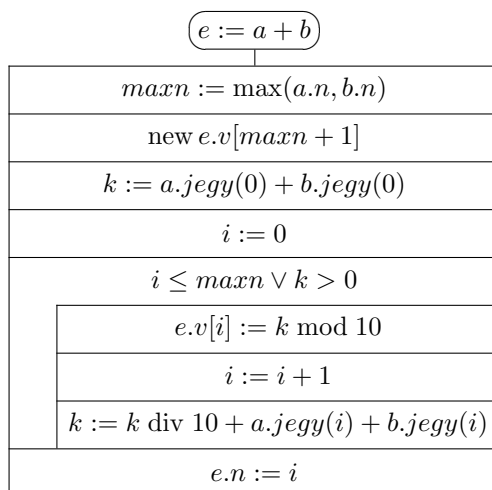 e := a + b
maxn := max(a.n, b.n)
new e.v[maxn + 1]
k := a.jegy(0) + b.jegy(0)
i := 0
i ≤ maxn ∨ k > 0
e.v[i] := k mod 10
i := i + 1
k := k div 10 + a.jegy(i) + b.jegy(i)
e.n := i